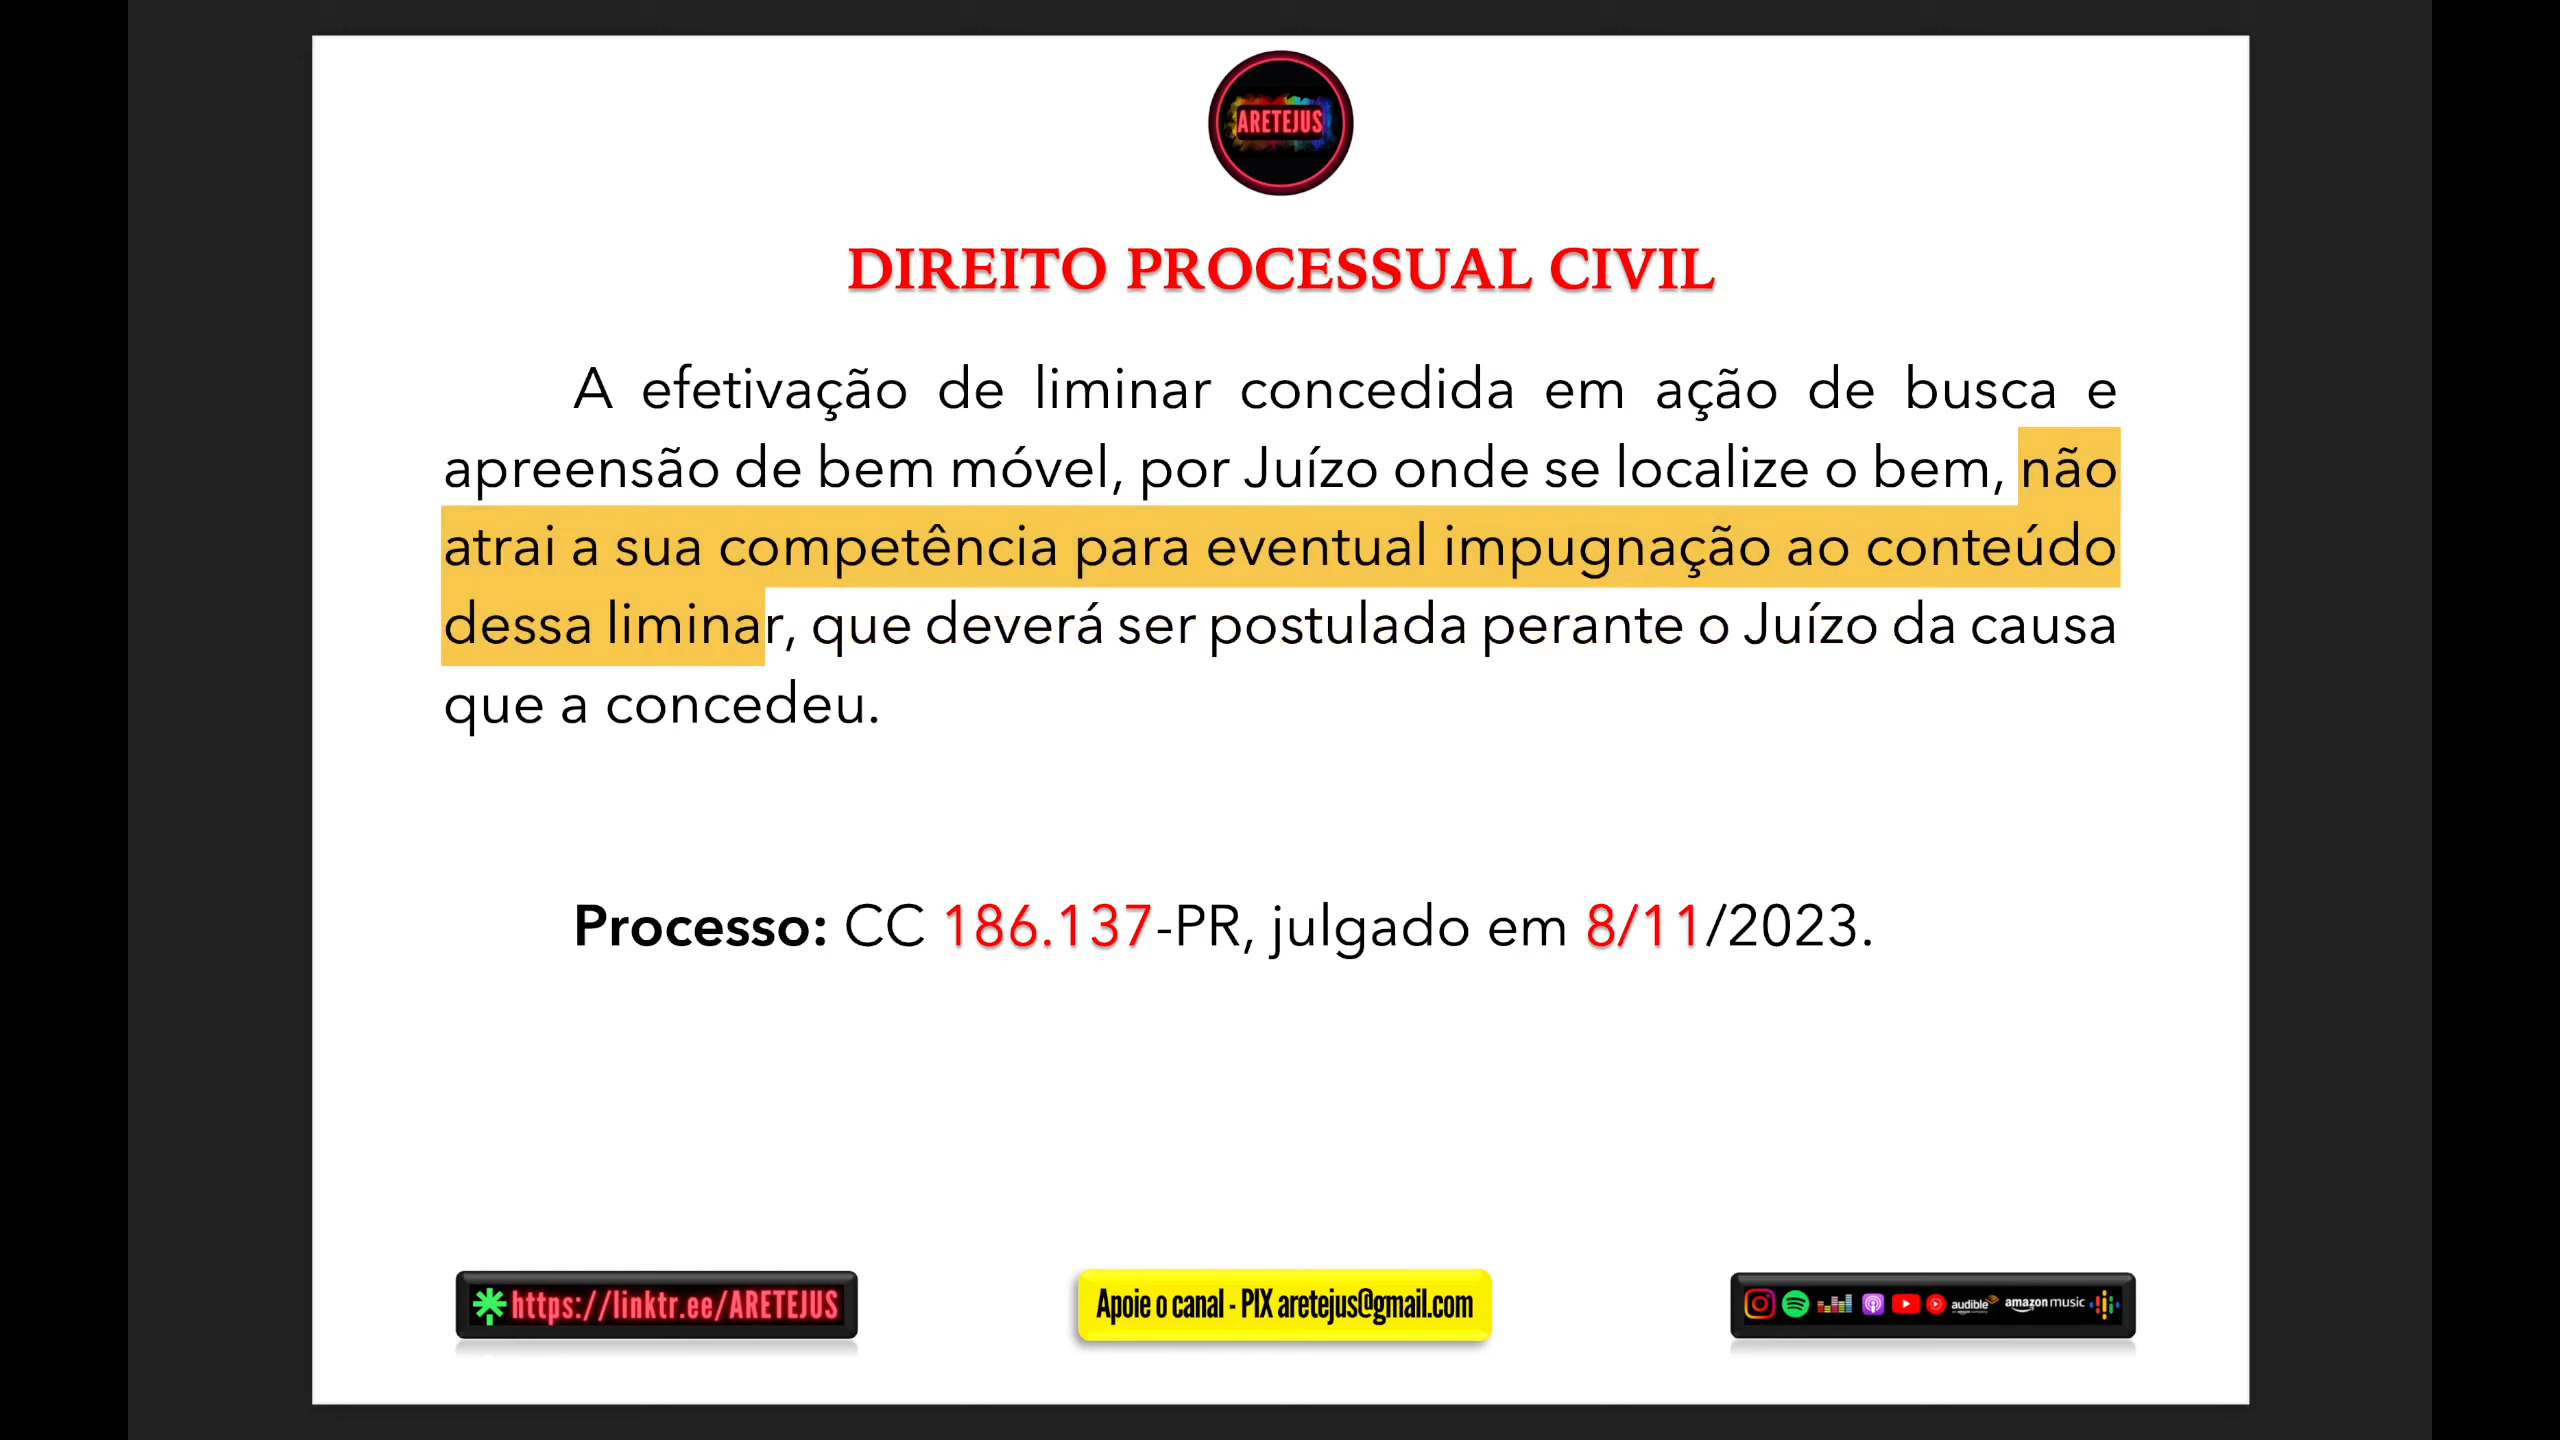 ARETEJUS
DIREITO PROCESSUAL CIVIL
A efetivação de liminar concedida em ação de busca e
apreensão de bem móvel, por Juízo onde se localize o bem, não
atrai a sua competência para eventual impugnação ao conteúdo
dessa liminar, que deverá ser postulada perante o Juízo da causa
que a concedeu.
Processo: CC 186.137-PR, julgado em 8/11/2023.
https://linktr.ee/ARETEJUS
Apoie o canal - PIX aretejus@gmail.com
audible amazon music